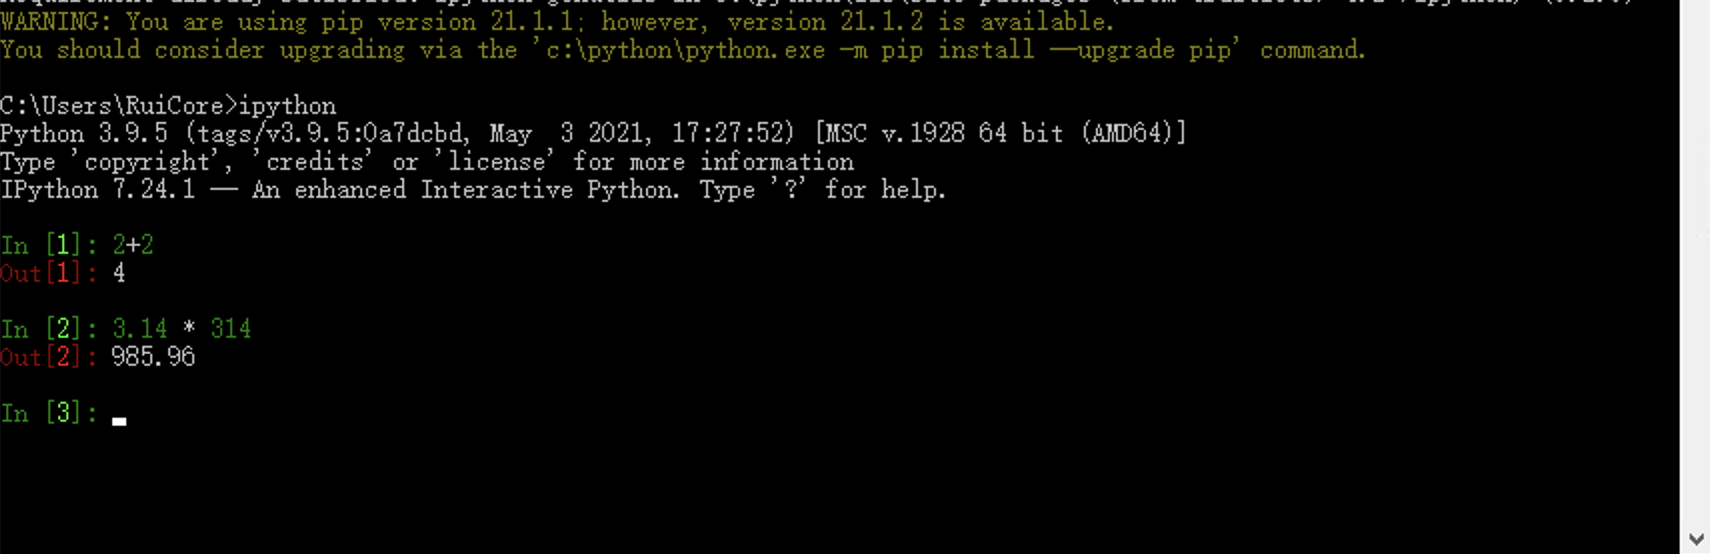 WARNING: You are using pip version 21.1.1; however, version 21.1.2 is available.
You should consider upgrading via the 'c:\python\python.exe -m pip install --upgrade pip' command.
C:\Users\RuiCore>ipython
Python 3.9.5 (tags/v3.9.5:0a7dcbd, May  3 2021, 17:27:52) [MSC v.1928 64 bit (AMD64)]
Type 'copyright', 'credits' or 'license' for more information
IPython 7.24.1 -- An enhanced Interactive Python. Type '?' for help.
In [1]: 2+2
Out[1]: 4
In [2]: 3.14 * 314
Out[2]: 985.96
In [3]: